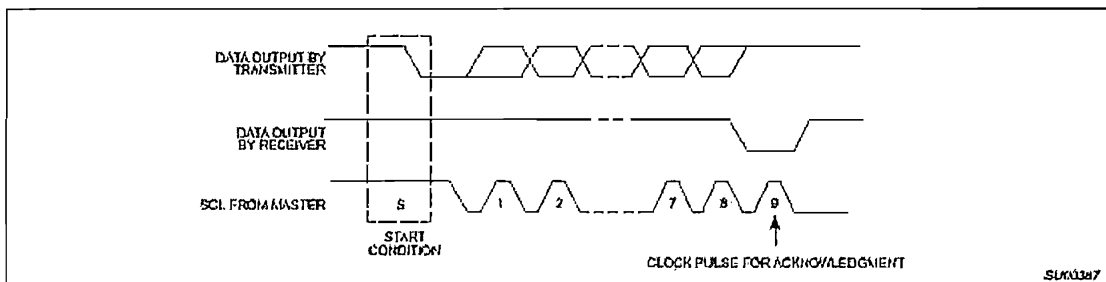 DATA OUTPUT BY
TRANSMITTER
DATA OUTPUT
BY RECEIVER
SCL FROM MASTER
S
1
2
7
8
9
START
CONDITION
CLOCK PULSE FOR ACKNOWLEDGMENT